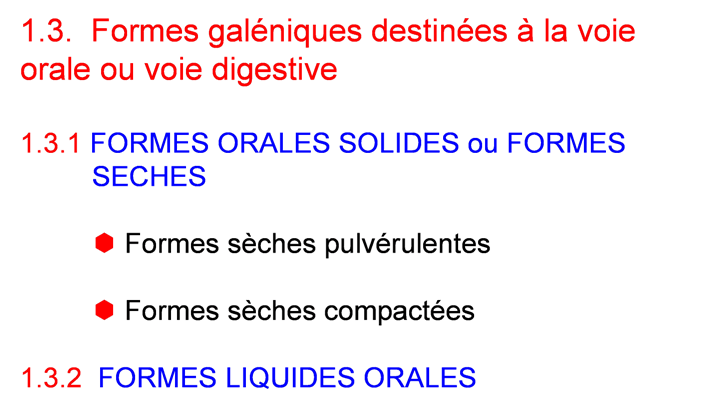 1.3. Formes galéniques destinées à la voie
orale ou voie digestive
1.3.1 FORMES ORALES SOLIDES ou FORMES
SECHES
Formes sèches pulvérulentes
Formes sèches compactées
1.3.2 FORMES LIQUIDES ORALES